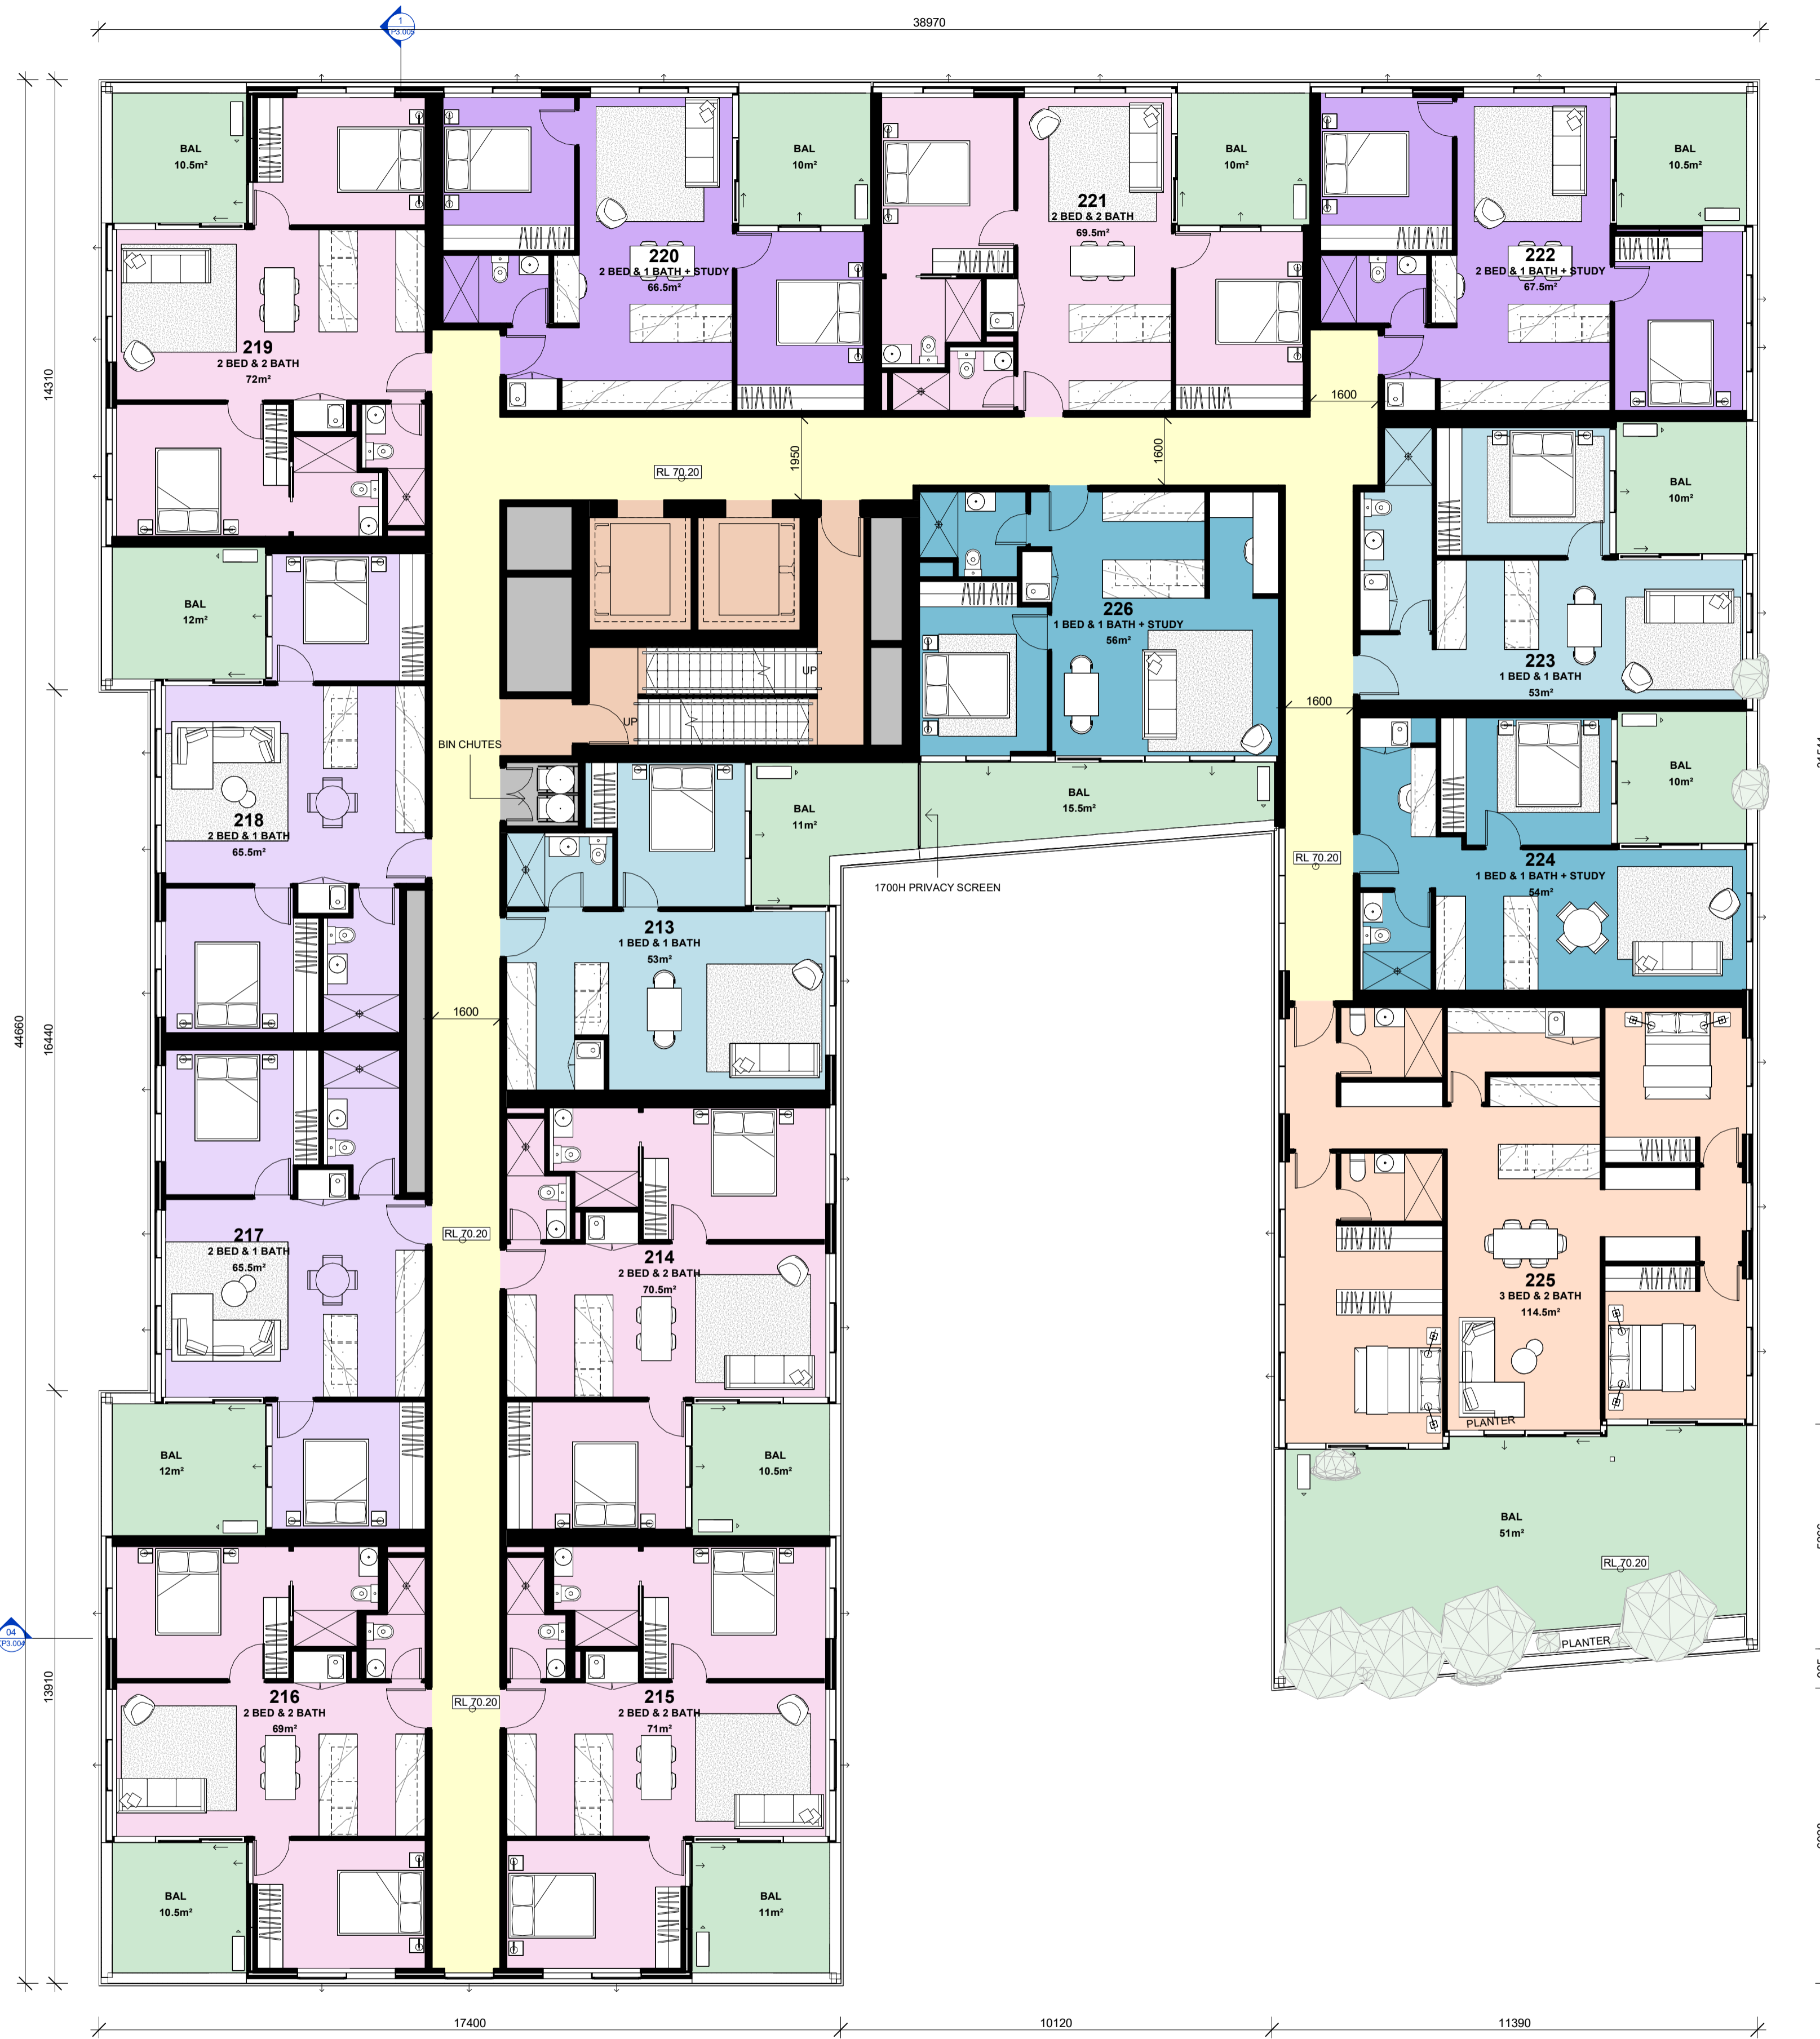 38970
1
TP3.005
BAL
10.5m²
BAL
10m²
BAL
10m²
BAL
10.5m²
221
2 BED & 2 BATH
69.5m²
220
2 BED & 1 BATH + STUDY
66.5m²
222
2 BED & 1 BATH + STUDY
67.5m²
219
2 BED & 2 BATH
72m²
14310
1600
1950
1600
RL 70.20
BAL
10m²
BAL
12m²
226
1 BED & 1 BATH + STUDY
56m²
223
1 BED & 1 BATH
53m²
UP
UP
1600
BIN CHUTES
BAL
10m²
BAL
15.5m²
BAL
11m²
218
2 BED & 1 BATH
65.5m²
RL 70.20
224
1 BED & 1 BATH + STUDY
54m²
1700H PRIVACY SCREEN
213
1 BED & 1 BATH
53m²
1600
44660
16440
217
2 BED & 1 BATH
65.5m²
RL 70.20
214
2 BED & 2 BATH
70.5m²
225
3 BED & 2 BATH
114.5m²
PLANTER
BAL
12m²
BAL
10.5m²
BAL
51m²
RL 70.20
04
TP3.004
PLANTER
13910
216
2 BED & 2 BATH
69m²
RL 70.20
215
2 BED & 2 BATH
71m²
BAL
10.5m²
BAL
11m²
17400
10120
11390